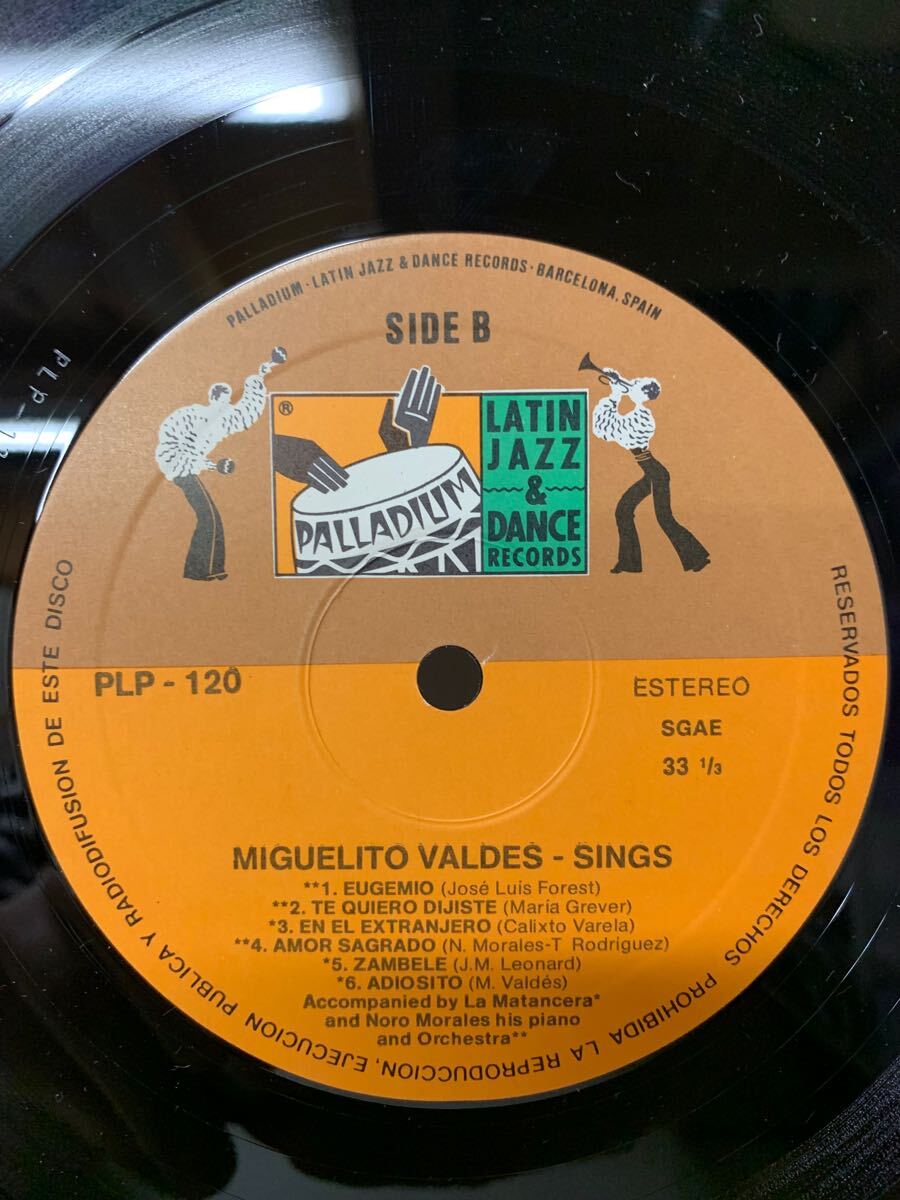 PALLADIUM · LATIN JAZZ & DANCE RECORDS · BARCELONA, SPAIN
SIDE B
®
PALLADIUM
LATIN
JAZZ
&
DANCE
RECORDS
PLP - 120
ESTEREO
SGAE
33 1/3
MIGUELITO VALDES - SINGS
**1. EUGEMIO (José Luís Forest)
**2. TE QUIERO DIJISTE (María Grever)
*3. EN EL EXTRANJERO (Calixto Varela)
**4. AMOR SAGRADO (N. Morales-T. Rodriguez)
*5. ZAMBELE (J.M. Leonard)
*6. ADIOSITO (M. Valdés)
Accompanied by La Matancera*
and Noro Morales his piano
and Orchestra**
RESERVADOS TODOS LOS DERECHOS PROHIBIDA LA REPRODUCCION, EJECUCION PUBLICA Y RADIODIFUSION DE ESTE DISCO